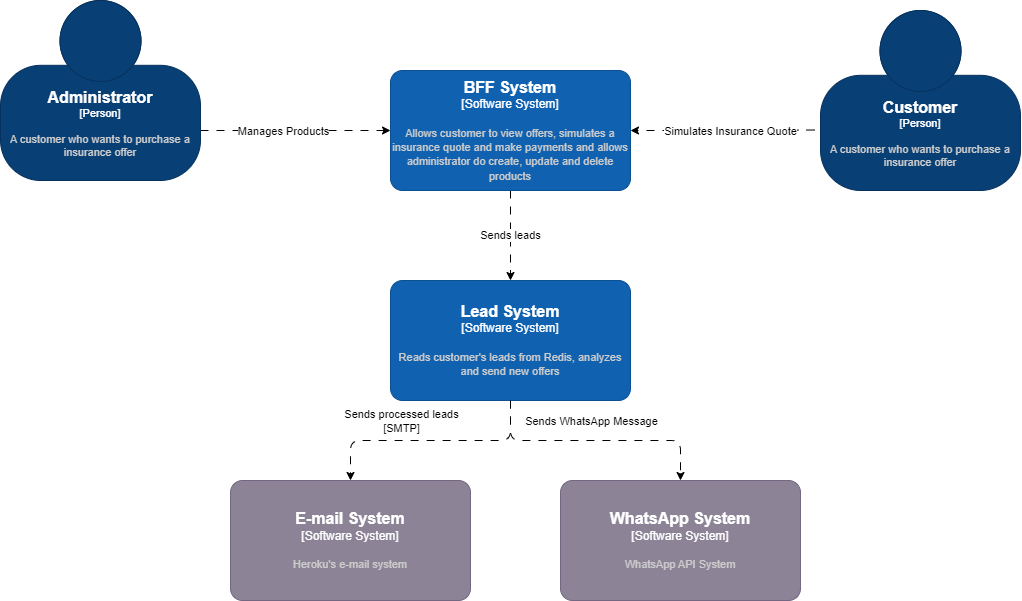 Administrator
[Person]
A customer who wants to purchase a
insurance offer
Manages Products
BFF System
[Software System]
Allows customer to view offers, simulates a
insurance quote and make payments and allows
administrator do create, update and delete
products
Simulates Insurance Quote
Customer
[Person]
A customer who wants to purchase a
insurance offer
Sends leads
Lead System
[Software System]
Reads customer's leads from Redis, analyzes
and send new offers
Sends processed leads
[SMTP]
Sends WhatsApp Message
E-mail System
[Software System]
Heroku's e-mail system
WhatsApp System
[Software System]
WhatsApp API System